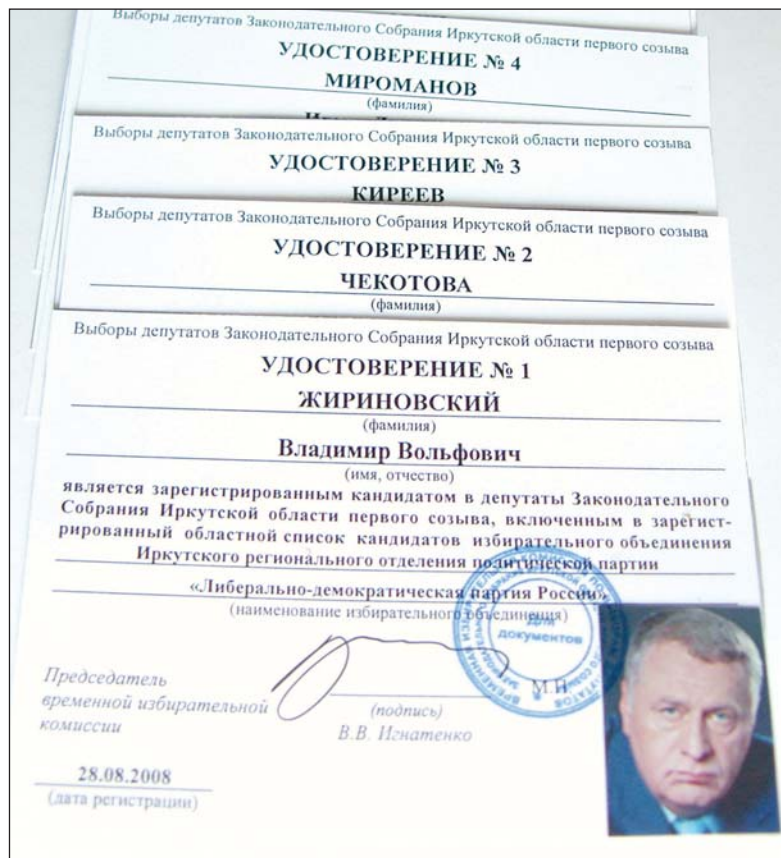 Выборы депутатов Законодательного Собрания Иркутской области первого созыва
УДОСТОВЕРЕНИЕ № 4
МИРОМАНОВ
(фамилия)
Выборы депутатов Законодательного Собрания Иркутской области первого созыва
УДОСТОВЕРЕНИЕ № 3
КИРЕЕВ
Выборы депутатов Законодательного Собрания Иркутской области первого созыва
УДОСТОВЕРЕНИЕ № 2
ЧЕКОТОВА
(фамилия)
Выборы депутатов Законодательного Собрания Иркутской области первого созыва
УДОСТОВЕРЕНИЕ № 1
ЖИРИНОВСКИЙ
(фамилия)
Владимир Вольфович
(имя, отчество)
является зарегистрированным кандидатом в депутаты Законодательного
Собрания Иркутской области первого созыва, включенным в зарегист-
рированный областной список кандидатов избирательного объединения
Иркутского регионального отделения политической партии
«Либерально-демократическая партия России»
(наименование избирательного объединения)
Для
документов
М.П.
Председатель
временной избирательной
комиссии
(подпись)
В.В. Игнатенко
28.08.2008
(дата регистрации)